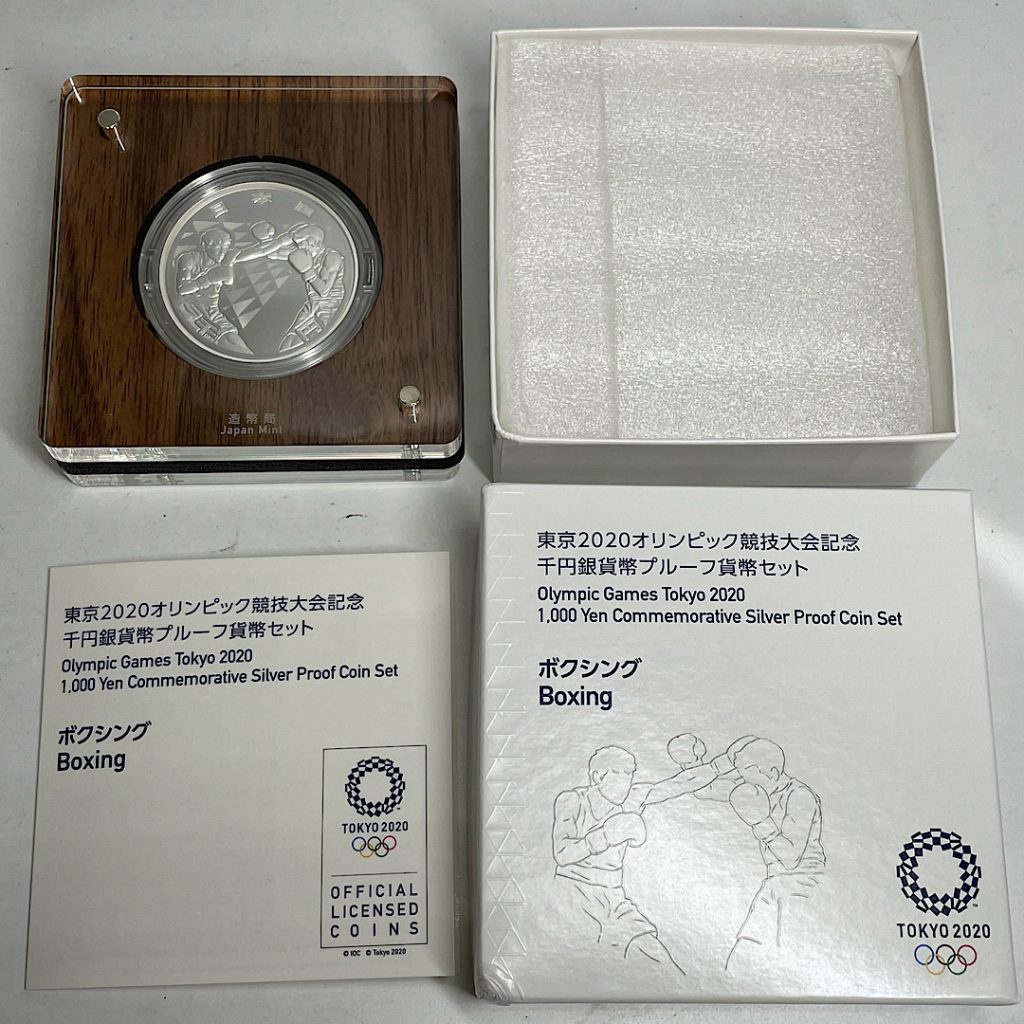 日本国
千
円
造幣局
Japan Mint
東京2020オリンピック競技大会記念
千円銀貨幣プルーフ貨幣セット
Olympic Games Tokyo 2020
1,000 Yen Commemorative Silver Proof Coin Set
ボクシング
Boxing
TOKYO 2020
OFFICIAL
LICENSED
COINS
© IOC © Tokyo 2020
東京2020オリンピック競技大会記念
千円銀貨幣プルーフ貨幣セット
Olympic Games Tokyo 2020
1,000 Yen Commemorative Silver Proof Coin Set
ボクシング
Boxing
TOKYO 2020